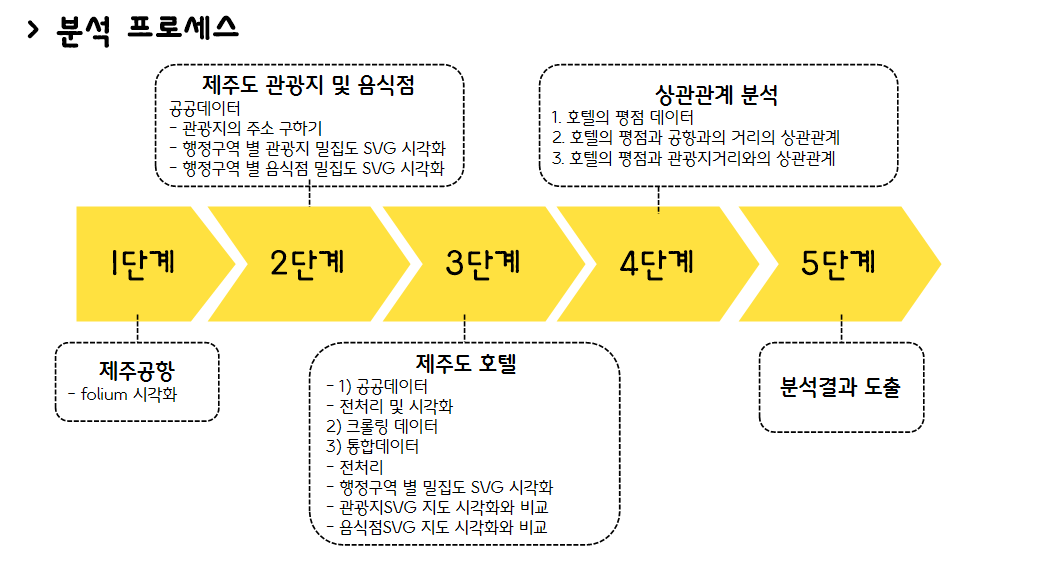 > 분석 프로세스
제주도 관광지 및 음식점
공공데이터
- 관광지의 주소 구하기
- 행정구역 별 관광지 밀집도 SVG 시각화
- 행정구역 별 음식점 밀집도 SVG 시각화
상관관계 분석
1. 호텔의 평점 데이터
2. 호텔의 평점과 공항과의 거리의 상관관계
3. 호텔의 평점과 관광지거리와의 상관관계
1단계
2단계
3단계
4단계
5단계
제주공항
- folium 시각화
제주도 호텔
- 1) 공공데이터
- 전처리 및 시각화
2) 크롤링 데이터
3) 통합데이터
- 전처리
- 행정구역 별 밀집도 SVG 시각화
- 관광지SVG 지도 시각화와 비교
- 음식점SVG 지도 시각화와 비교
분석결과 도출